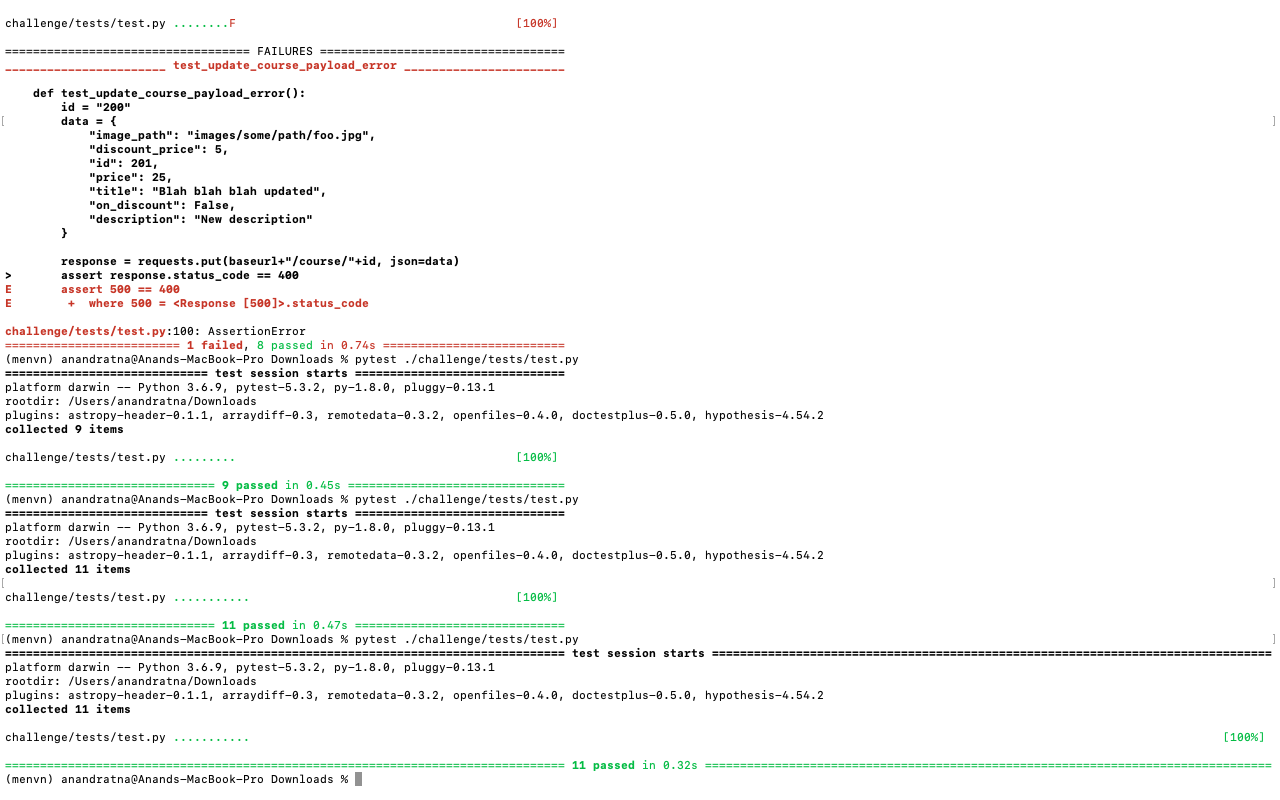 challenge/tests/test.py ........F [100%]
=================================== FAILURES ===================================
_______________________ test_update_course_payload_error _______________________
    def test_update_course_payload_error():
        id = "200"
[       data = { ]
            "image_path": "images/some/path/foo.jpg",
            "discount_price": 5,
            "id": 201,
            "price": 25,
            "title": "Blah blah blah updated",
            "on_discount": False,
            "description": "New description"
        }
        response = requests.put(baseurl+"/course/"+id, json=data)
>       assert response.status_code == 400
E       assert 500 == 400
E        +  where 500 = <Response [500]>.status_code
challenge/tests/test.py:100: AssertionError
========================= 1 failed, 8 passed in 0.74s ==========================
(menvn) anandratna@Anands-MacBook-Pro Downloads % pytest ./challenge/tests/test.py
============================= test session starts ==============================
platform darwin -- Python 3.6.9, pytest-5.3.2, py-1.8.0, pluggy-0.13.1
rootdir: /Users/anandratna/Downloads
plugins: astropy-header-0.1.1, arraydiff-0.3, remotedata-0.3.2, openfiles-0.4.0, doctestplus-0.5.0, hypothesis-4.54.2
collected 9 items
challenge/tests/test.py ......... [100%]
============================== 9 passed in 0.45s ===============================
(menvn) anandratna@Anands-MacBook-Pro Downloads % pytest ./challenge/tests/test.py
============================= test session starts ==============================
platform darwin -- Python 3.6.9, pytest-5.3.2, py-1.8.0, pluggy-0.13.1
rootdir: /Users/anandratna/Downloads
plugins: astropy-header-0.1.1, arraydiff-0.3, remotedata-0.3.2, openfiles-0.4.0, doctestplus-0.5.0, hypothesis-4.54.2
collected 11 items
[ ]
challenge/tests/test.py ........... [100%]
============================== 11 passed in 0.47s ==============================
[(menvn) anandratna@Anands-MacBook-Pro Downloads % pytest ./challenge/tests/test.py ]
================================================================================ test session starts ================================================================================
platform darwin -- Python 3.6.9, pytest-5.3.2, py-1.8.0, pluggy-0.13.1
rootdir: /Users/anandratna/Downloads
plugins: astropy-header-0.1.1, arraydiff-0.3, remotedata-0.3.2, openfiles-0.4.0, doctestplus-0.5.0, hypothesis-4.54.2
collected 11 items
challenge/tests/test.py ........... [100%]
================================================================================ 11 passed in 0.32s =================================================================================
(menvn) anandratna@Anands-MacBook-Pro Downloads %